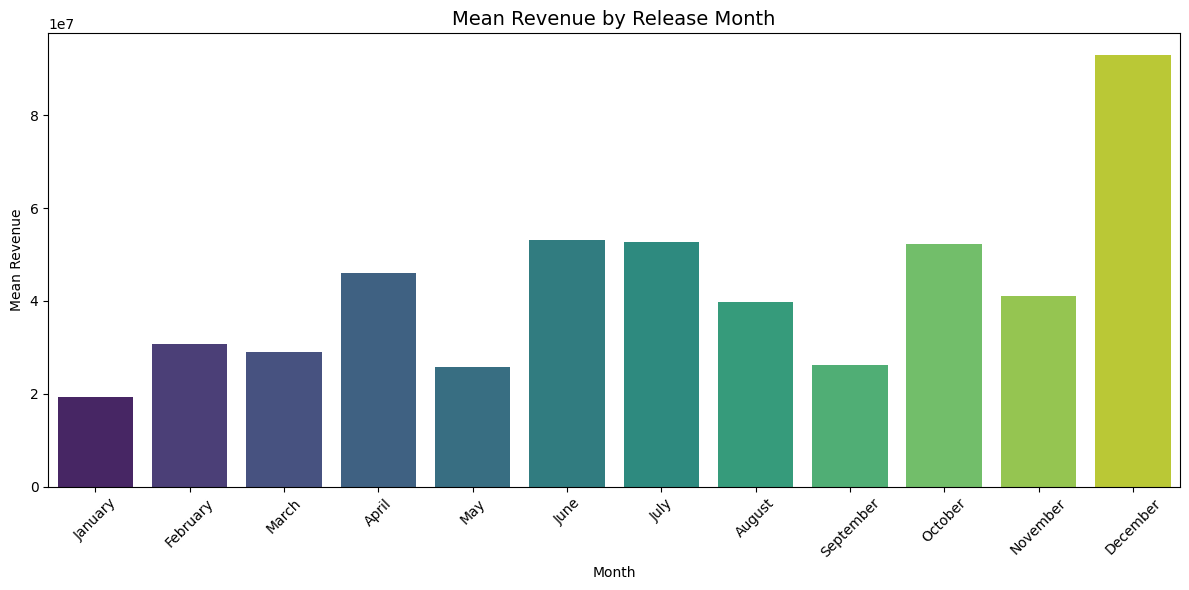 Mean Revenue by Release Month
1e7
8
6
4
2
0
Mean Revenue
January
February
March
April
May
June
July
August
September
October
November
December
Month